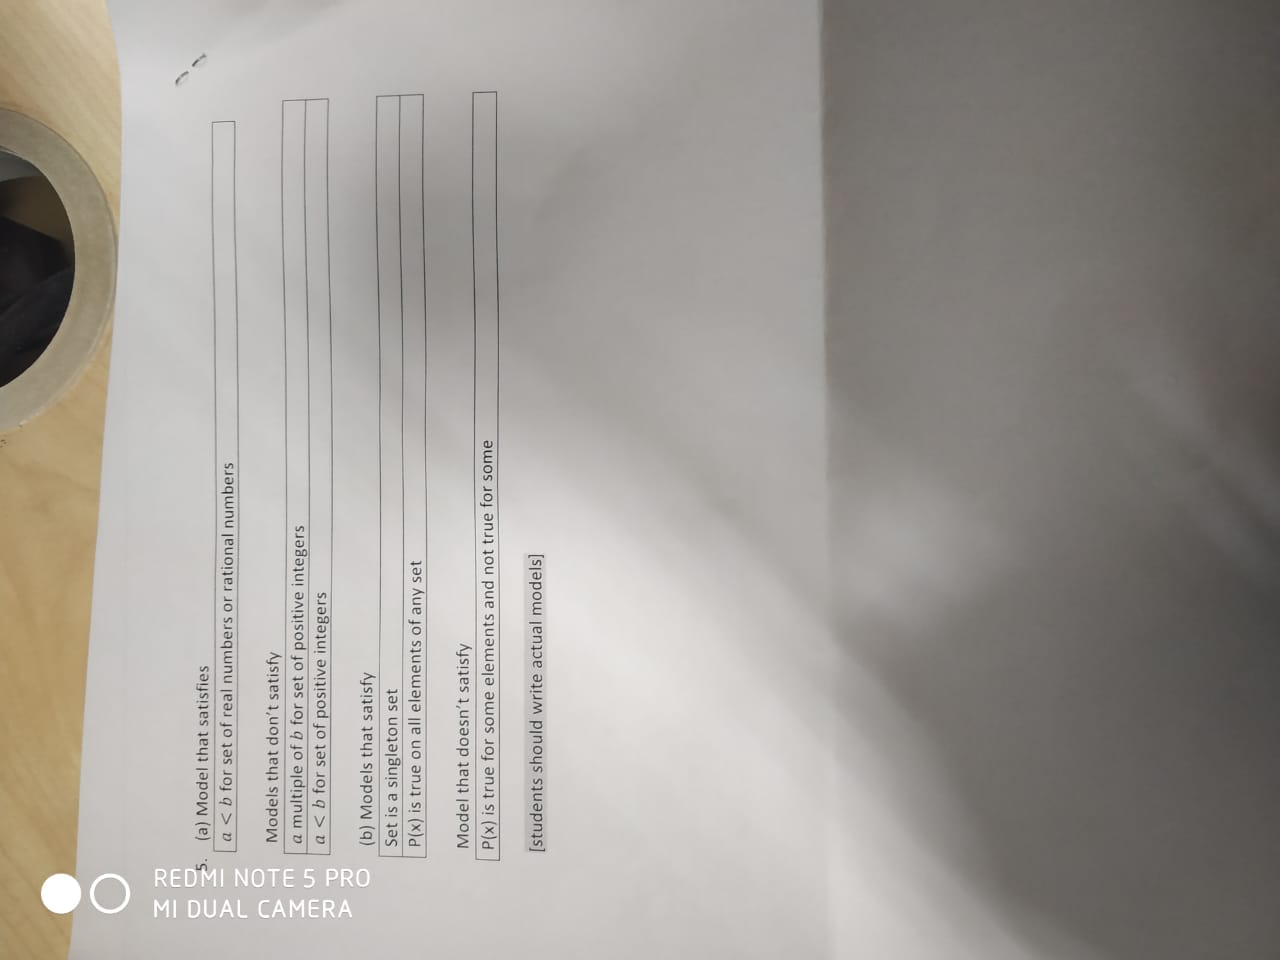 5. (a) Model that satisfies
a < b for set of real numbers or rational numbers
Models that don't satisfy
a multiple of b for set of positive integers
a < b for set of positive integers
(b) Models that satisfy
Set is a singleton set
P(x) is true on all elements of any set
Model that doesn't satisfy
P(x) is true for some elements and not true for some
[students should write actual models]
REDMI NOTE 5 PRO
MI DUAL CAMERA